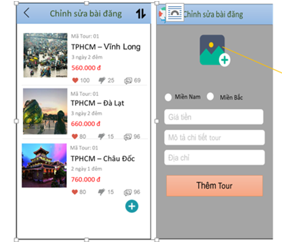 Chỉnh sửa bài đăng
Mã Tour: 01
TPHCM – Vĩnh Long
3 ngày 2 đêm
560.000 đ
100 25 69
Mã Tour: 01
TPHCM – Đà Lạt
3 ngày 2 đêm
660.000 đ
80 15 96
Mã Tour: 01
TPHCM – Châu Đốc
2 ngày 2 đêm
760.000 đ
80 15 96
Chỉnh sửa bài đăng
Miền Nam Miền Bắc
Giá tiền
Mô tả chi tiết tour
Địa chỉ
Thêm Tour